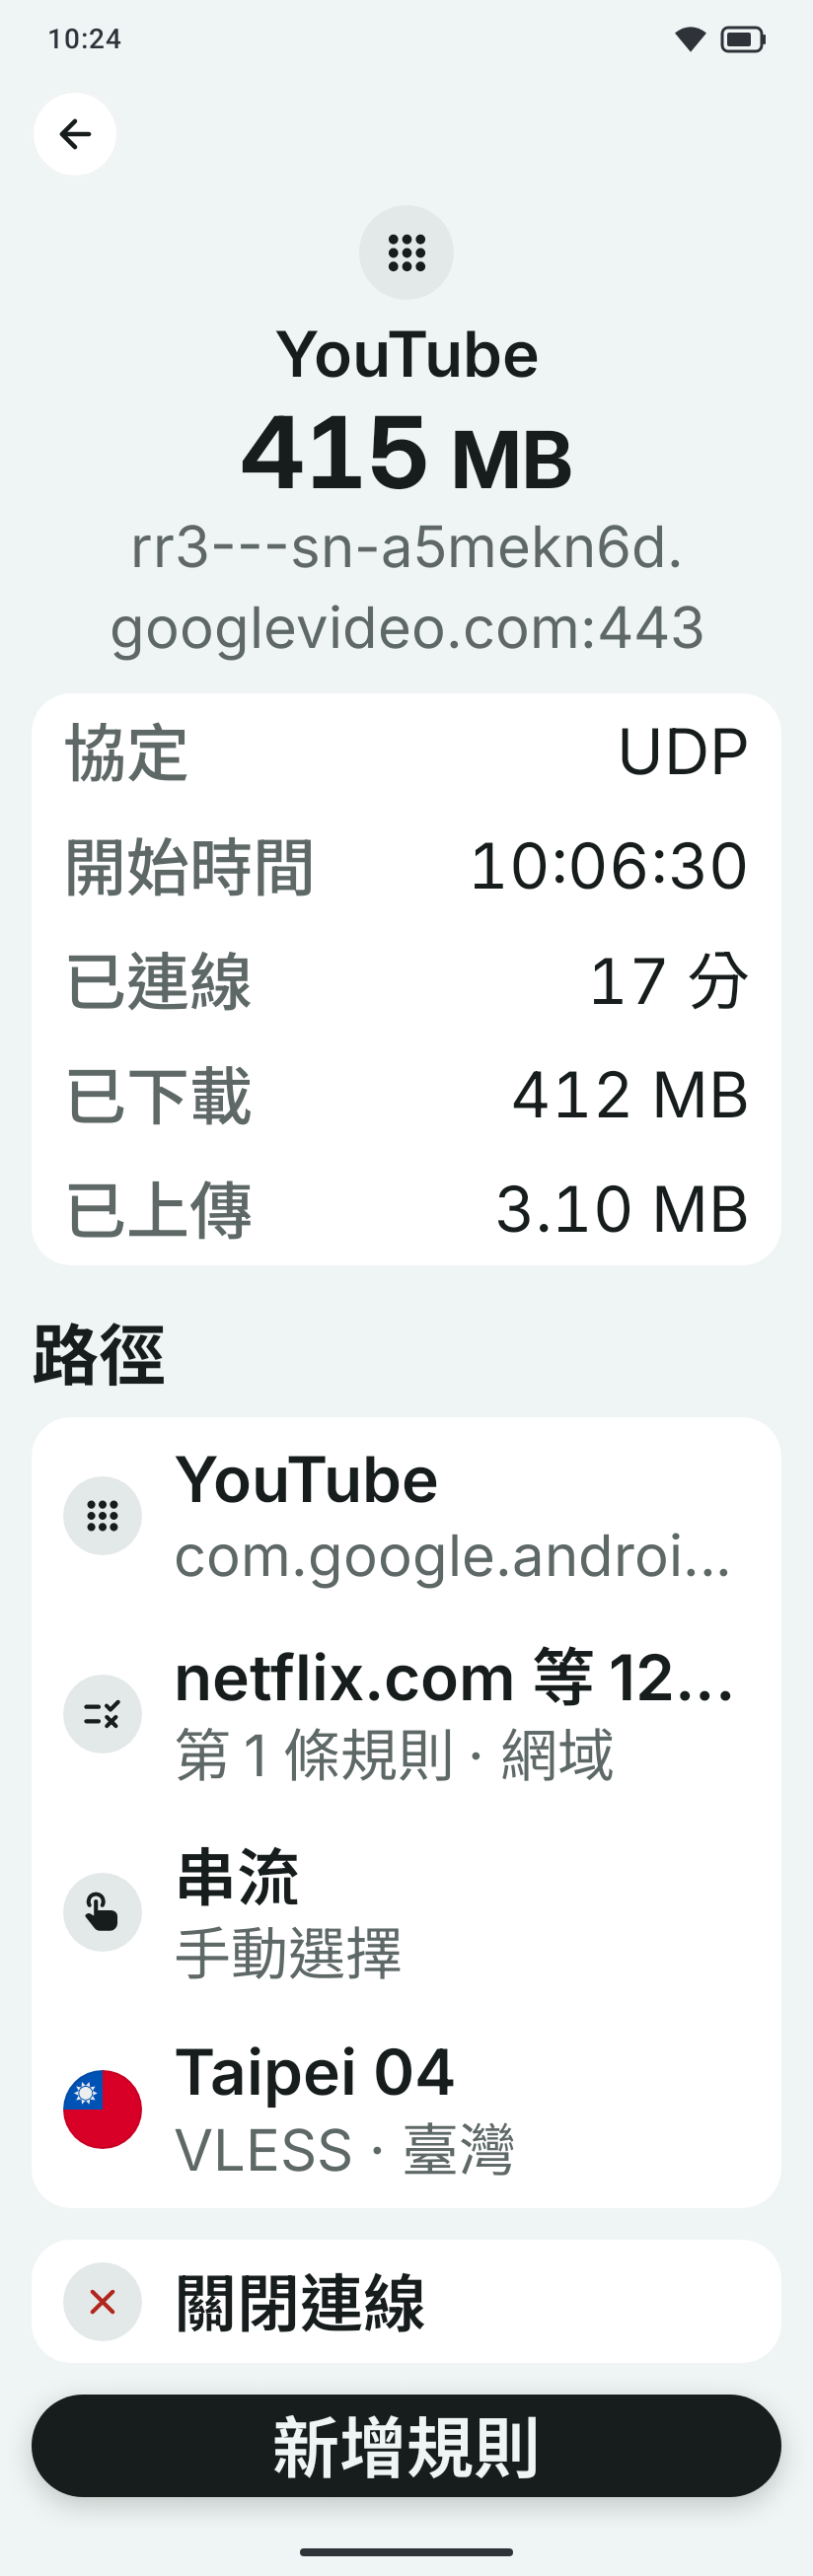 10:24
YouTube
415 MB
rr3---sn-a5mekn6d.
googlevideo.com:443
協定 UDP
開始時間 10:06:30
已連線 17 分
已下載 412 MB
已上傳 3.10 MB
路徑
YouTube
com.google.androi...
netflix.com 等 12...
第 1 條規則 · 網域
串流
手動選擇
Taipei 04
VLESS · 臺灣
關閉連線
新增規則